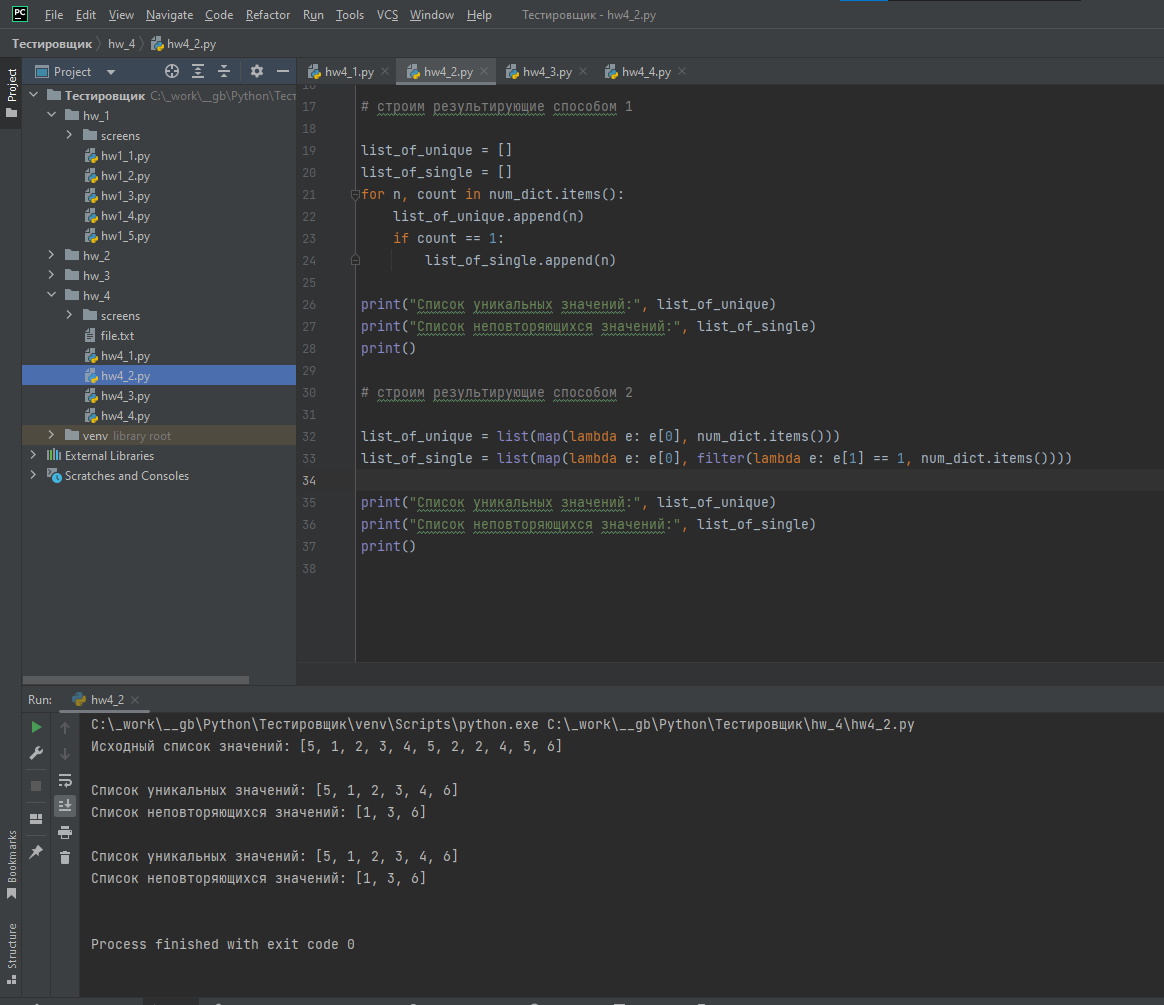 PC File Edit View Navigate Code Refactor Run Tools VCS Window Help Тестировщик - hw4_2.py
Тестировщик hw_4 hw4_2.py
Project
Project
hw4_1.py hw4_2.py hw4_3.py hw4_4.py
Тестировщик C:\_work\__gb\Python\Тест
hw_1
screens
hw1_1.py
hw1_2.py
hw1_3.py
hw1_4.py
hw1_5.py
hw_2
hw_3
hw_4
screens
file.txt
hw4_1.py
hw4_2.py
hw4_3.py
hw4_4.py
venv library root
External Libraries
Scratches and Consoles
16
17 # строим результирующие способом 1
18
19 list_of_unique = []
20 list_of_single = []
21 for n, count in num_dict.items():
22 list_of_unique.append(n)
23 if count == 1:
24 list_of_single.append(n)
25
26 print("Список уникальных значений:", list_of_unique)
27 print("Список неповторяющихся значений:", list_of_single)
28 print()
29
30 # строим результирующие способом 2
31
32 list_of_unique = list(map(lambda e: e[0], num_dict.items()))
33 list_of_single = list(map(lambda e: e[0], filter(lambda e: e[1] == 1, num_dict.items())))
34
35 print("Список уникальных значений:", list_of_unique)
36 print("Список неповторяющихся значений:", list_of_single)
37 print()
38
Run: hw4_2
C:\_work\__gb\Python\Тестировщик\venv\Scripts\python.exe C:\_work\__gb\Python\Тестировщик\hw_4\hw4_2.py
Исходный список значений: [5, 1, 2, 3, 4, 5, 2, 2, 4, 5, 6]
Список уникальных значений: [5, 1, 2, 3, 4, 6]
Список неповторяющихся значений: [1, 3, 6]
Список уникальных значений: [5, 1, 2, 3, 4, 6]
Список неповторяющихся значений: [1, 3, 6]
Process finished with exit code 0
Bookmarks
Structure